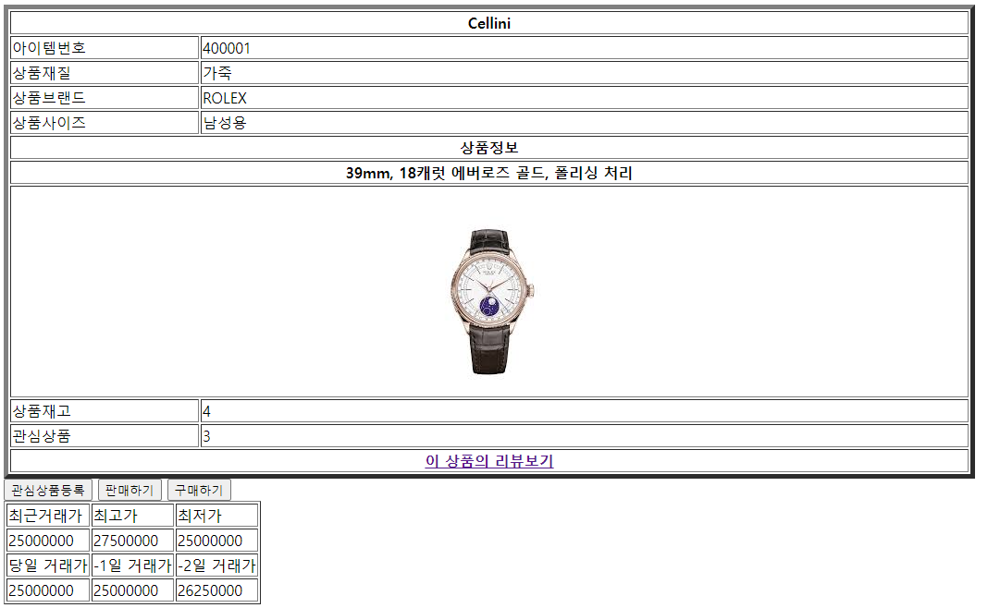 Cellini
아이템번호 400001
상품재질 가죽
상품브랜드 ROLEX
상품사이즈 남성용
상품정보
39mm, 18캐럿 에버로즈 골드, 폴리싱 처리
상품재고 4
관심상품 3
이 상품의 리뷰보기
관심상품등록 판매하기 구매하기
최근거래가 최고가 최저가
25000000 27500000 25000000
당일 거래가 -1일 거래가 -2일 거래가
25000000 25000000 26250000